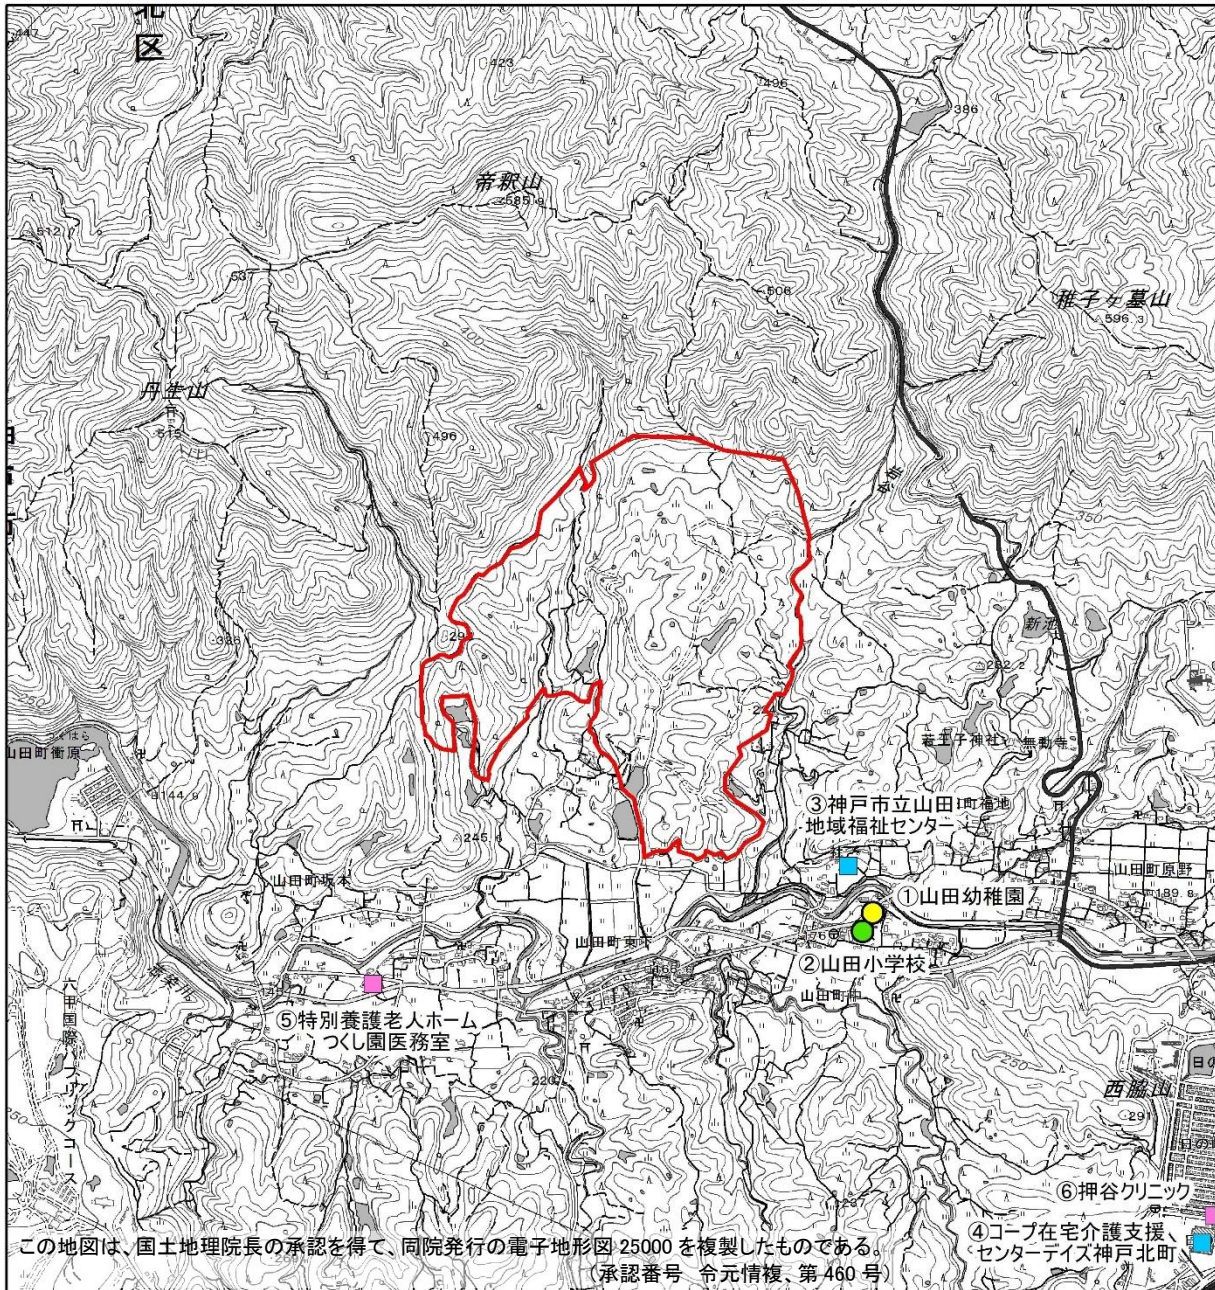 北区
447
423
496
386
帝釈山
585.9
512
537
506
稚子ヶ墓山
596.3
400
丹生山
515
496
350
新池
232.2
336
292
若王子神社
無動寺
山田町衝原
144.9
③神戸市立山田
地域福祉センター
町福地
245
山田町坂本
①山田幼稚園
山田町原野
189.8
176
②山田小学校
山田町東下
山田町中
⑤特別養護老人ホーム
つくし園医務室
220
250
西脇山
六甲国際パブリックコース
⑥押谷クリニック
④コープ在宅介護支援
センターデイズ神戸北町
この地図は、国土地理院長の承認を得て、同院発行の電子地形図25000を複製したものである。
(承認番号 令元情複、第460号)